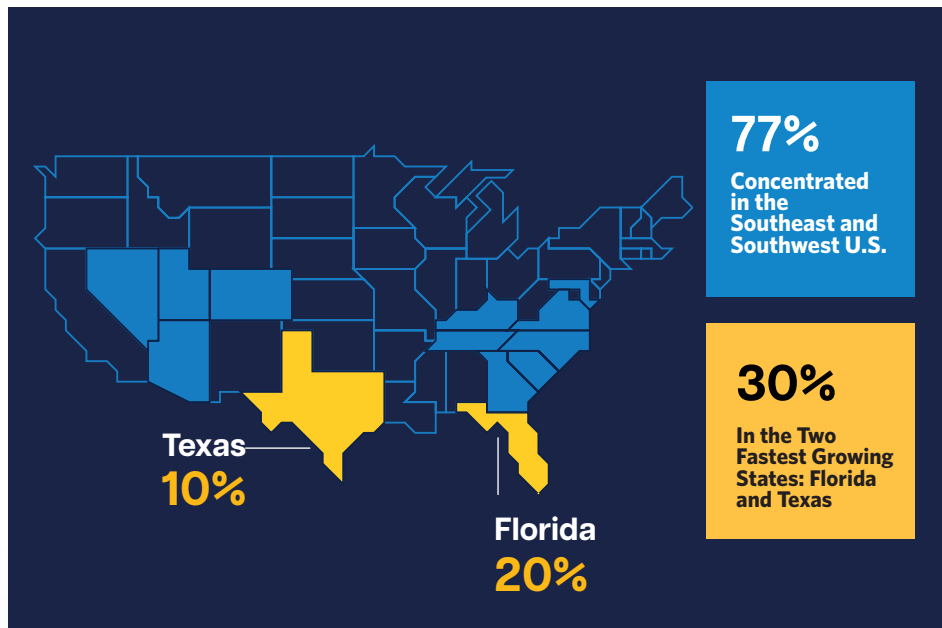 77%
Concentrated
in the
Southeast and
Southwest U.S.
30%
In the Two
Fastest Growing
States: Florida
and Texas
Texas
10%
Florida
20%